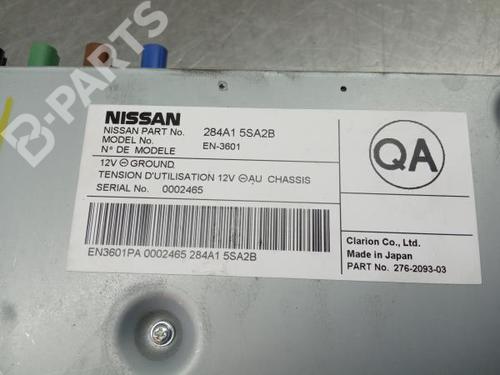 B-PARTS
NISSAN
NISSAN PART No. 284A1 5SA2B
MODEL No.
N° DE MODELE EN-3601
12V ⊖ GROUND
TENSION D'UTILISATION 12V ⊖AU CHASSIS
SERIAL No. 0002465
EN3601PA 0002465 284A1 5SA2B
QA
Clarion Co., Ltd.
Made in Japan
PART No. 276-2093-03